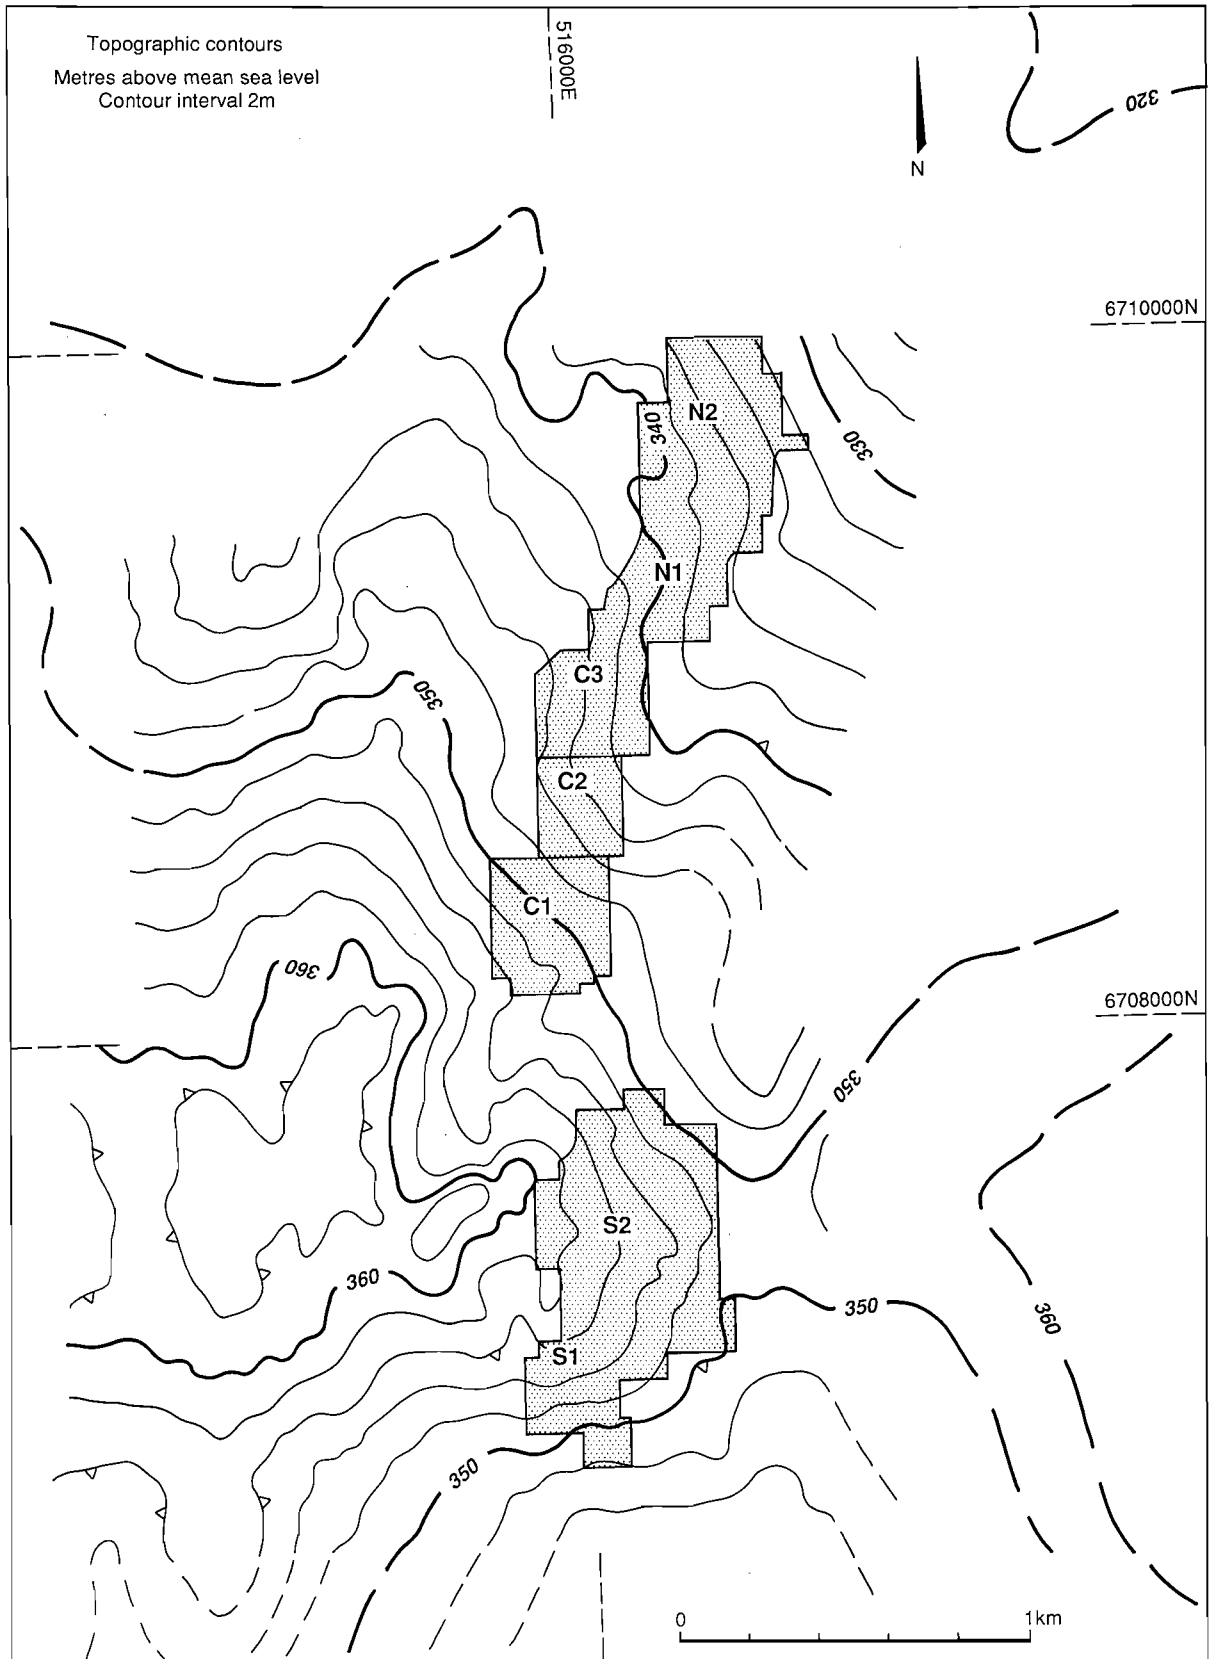 Topographic contours
Metres above mean sea level
Contour interval 2m
516000E
320
N
6710000N
N2
340
330
N1
C3
350
C2
C1
360
6708000N
350
S2
360
350
360
S1
350
0 1km